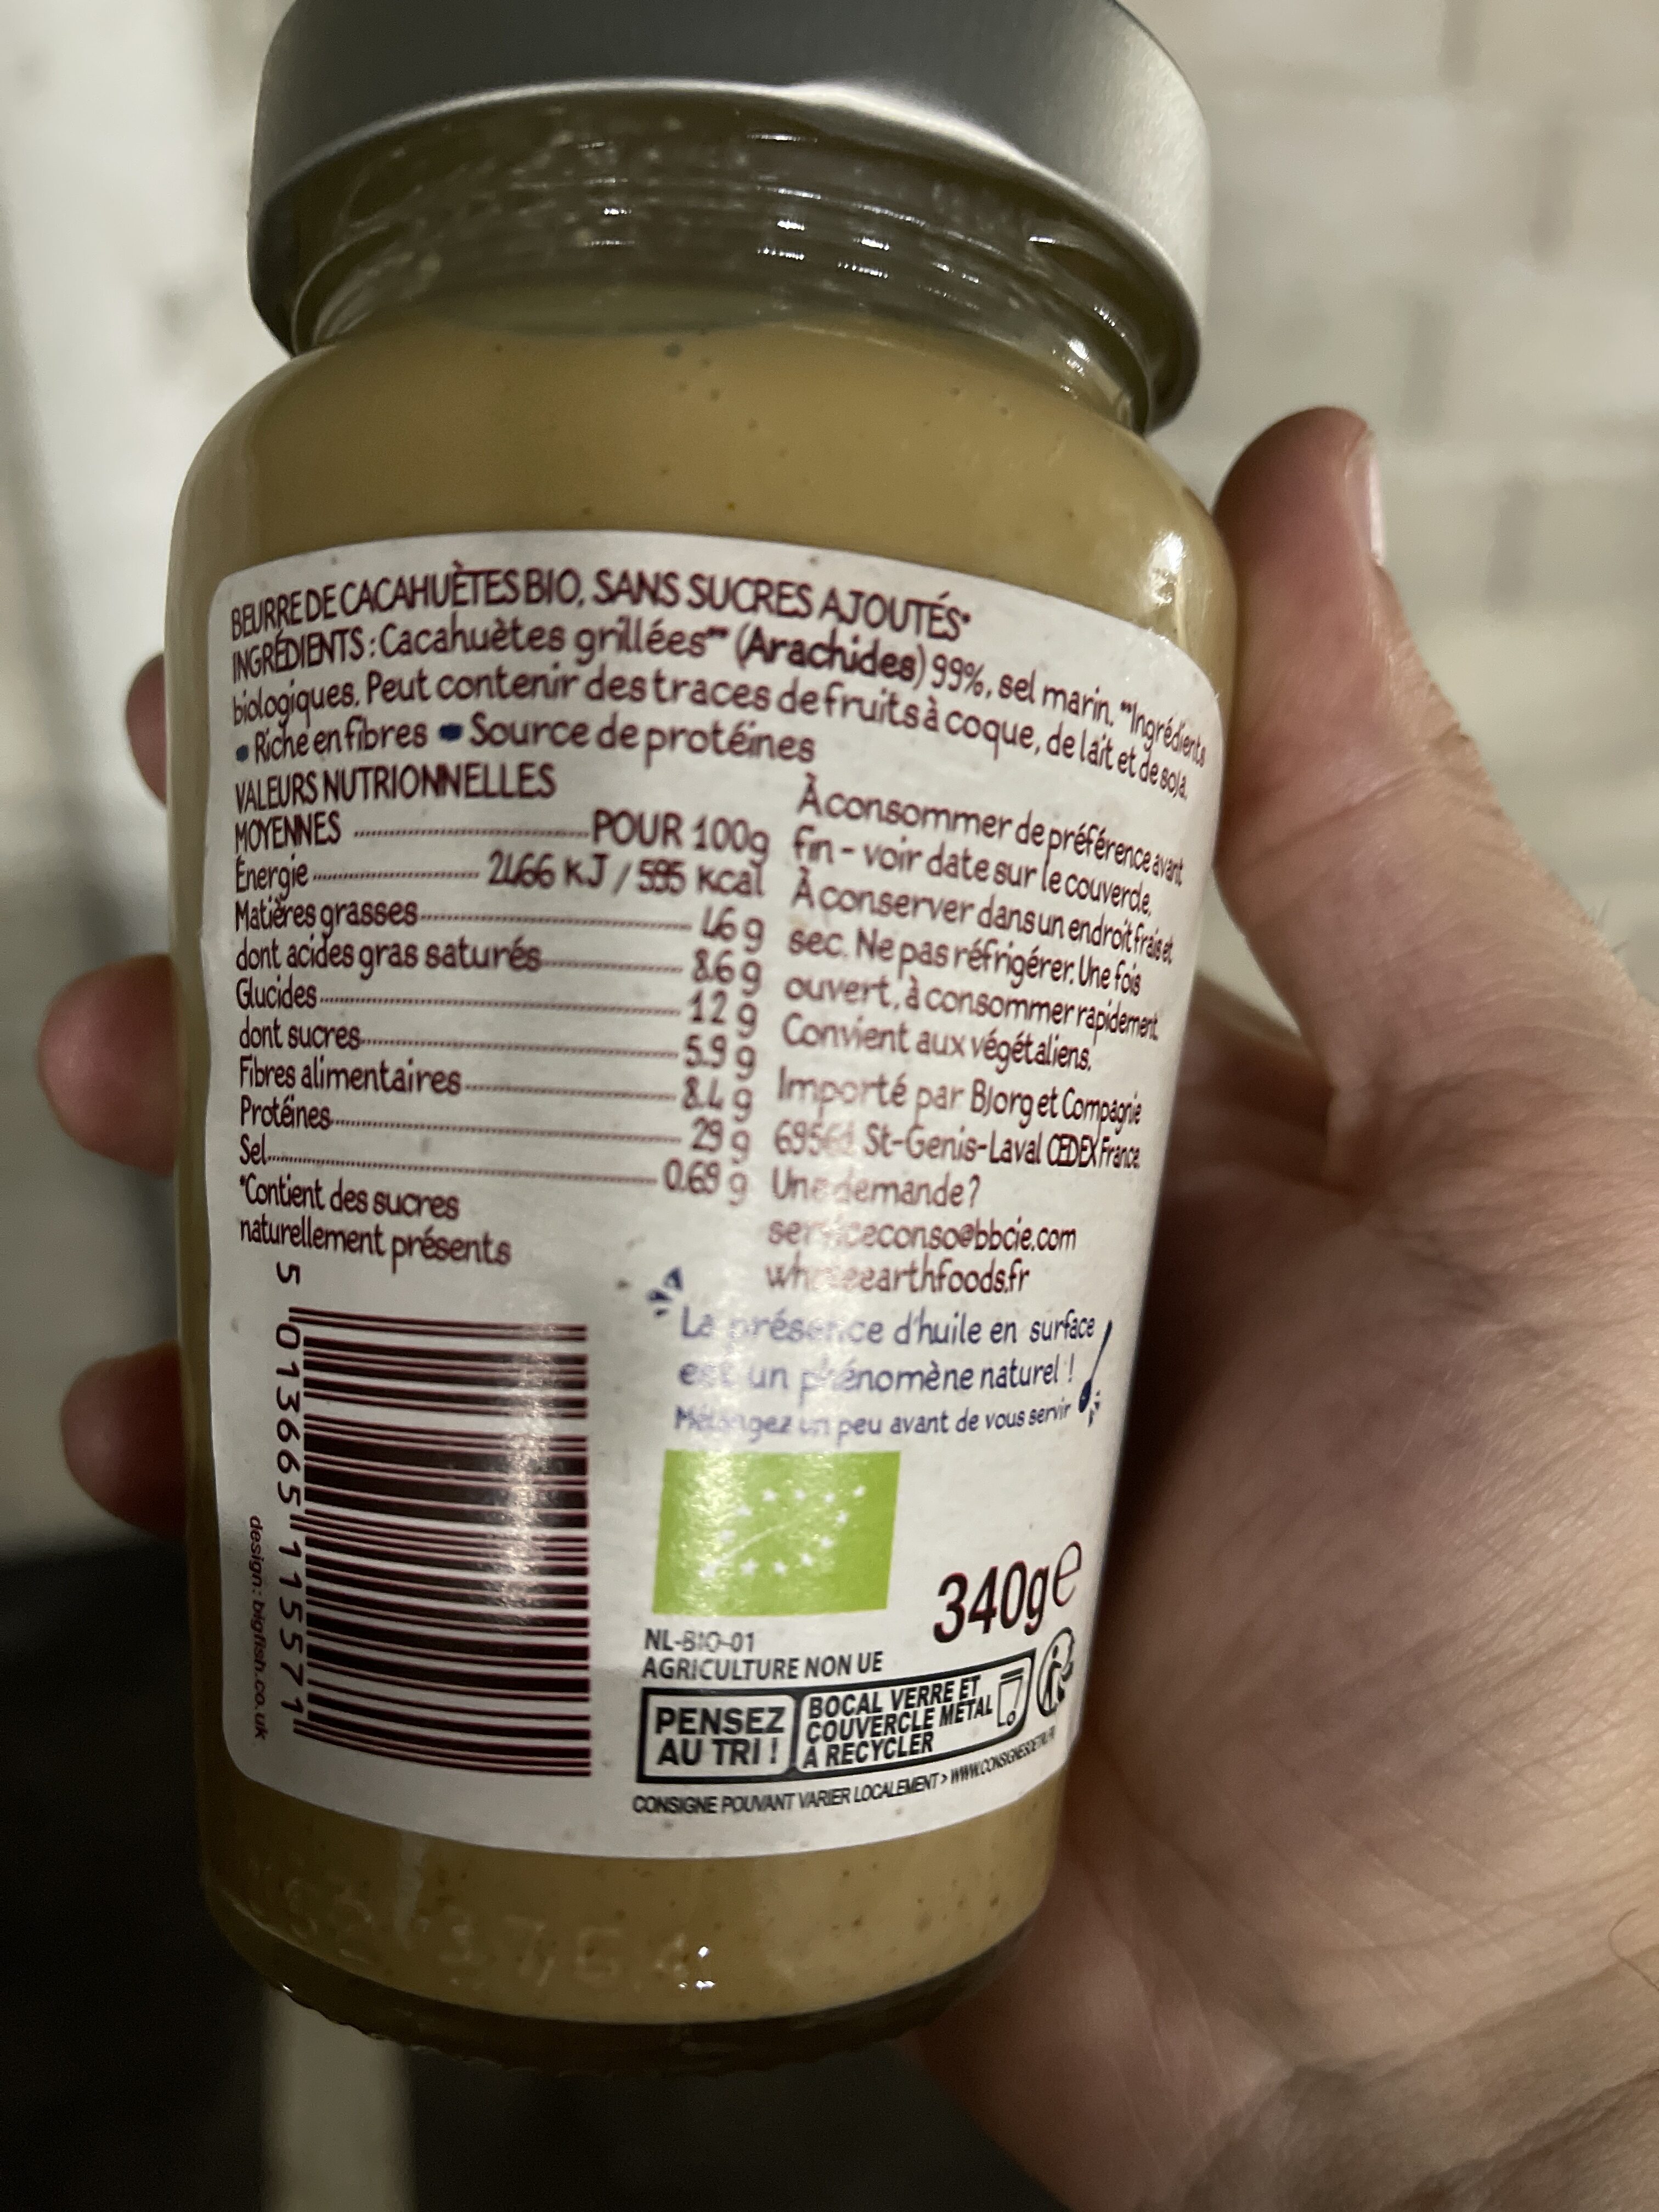 BEURRE DE CACAHUÈTES BIO, SANS SUCRES AJOUTÉS*
INGRÉDIENTS : Cacahuètes grillées** (Arachides) 99%, sel marin. **Ingrédients
biologiques. Peut contenir des traces de fruits à coque, de lait et de soja.
• Riche en fibres • Source de protéines
VALEURS NUTRITIONNELLES
MOYENNES POUR 100g
Énergie 2466 kJ / 595 kcal
Matières grasses 46 g
dont acides gras saturés 8.6 g
Glucides 12 g
dont sucres 5.9 g
Fibres alimentaires 8.4 g
Protéines 29 g
Sel 0.69 g
*Contient des sucres
naturellement présents
À consommer de préférence avant
fin - voir date sur le couvercle.
À conserver dans un endroit frais et
sec. Ne pas réfrigérer. Une fois
ouvert, à consommer rapidement.
Convient aux végétaliens.
Importé par Bjorg et Compagnie
St-Genis-Laval CEDEX France.
Une demande ?
serviceconso@bbcie.com
wholeearthfoods.fr
La présence d'huile en surface
est un phénomène naturel !
Mélangez un peu avant de vous servir
5 013665 115571
design: bigfish.co.uk
NL-BIO-01
AGRICULTURE NON UE
340g e
PENSEZ
AU TRI !
BOCAL VERRE ET
COUVERCLE MÉTAL
À RECYCLER
CONSIGNE POUVANT VARIER LOCALEMENT > WWW.CONSIGNESDETRI.FR